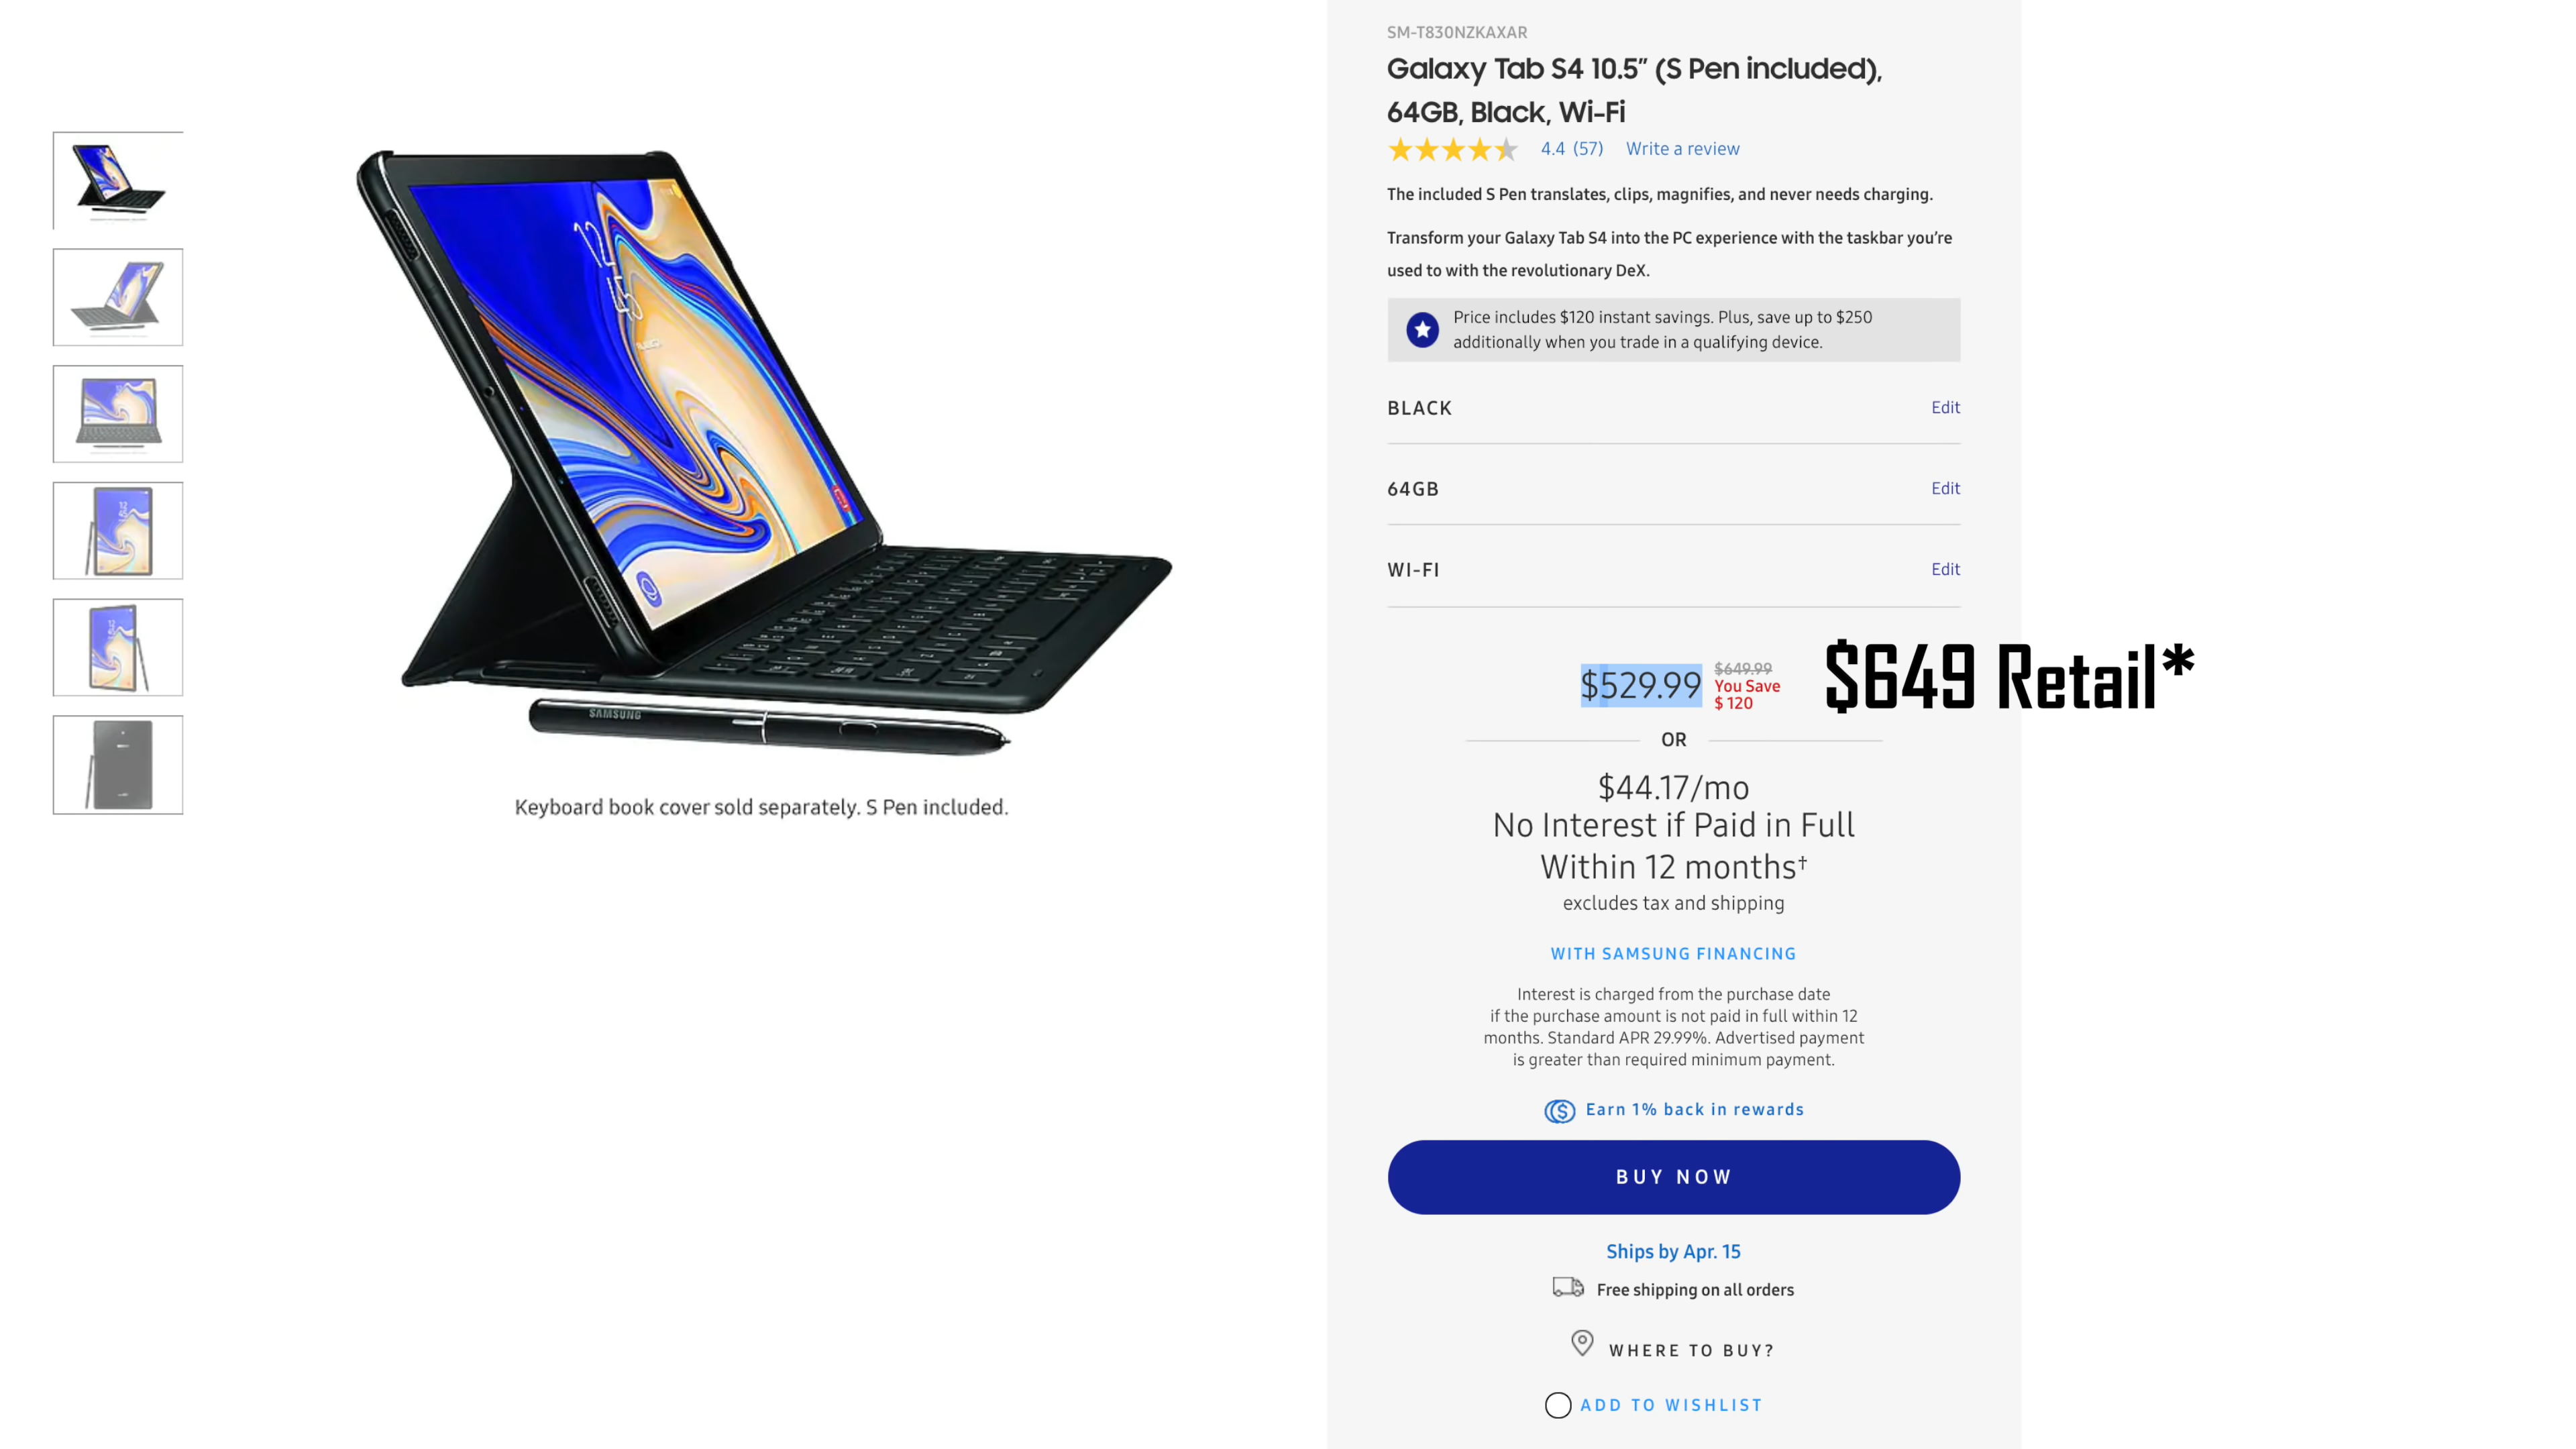 SM-T830NZKAXAR
Galaxy Tab S4 10.5” (S Pen included),
64GB, Black, Wi-Fi
4.4 (57) Write a review
The included S Pen translates, clips, magnifies, and never needs charging.
Transform your Galaxy Tab S4 into the PC experience with the taskbar you’re
used to with the revolutionary DeX.
Price includes $120 instant savings. Plus, save up to $250
additionally when you trade in a qualifying device.
BLACK Edit
64GB Edit
WI-FI Edit
$529.99 $649.99
You Save
$ 120
$649 Retail*
OR
$44.17/mo
No Interest if Paid in Full
Within 12 months†
excludes tax and shipping
WITH SAMSUNG FINANCING
Interest is charged from the purchase date
if the purchase amount is not paid in full within 12
months. Standard APR 29.99%. Advertised payment
is greater than required minimum payment.
Earn 1% back in rewards
BUY NOW
Ships by Apr. 15
Free shipping on all orders
WHERE TO BUY?
ADD TO WISHLIST
12
45
SAMSUNG
Keyboard book cover sold separately. S Pen included.